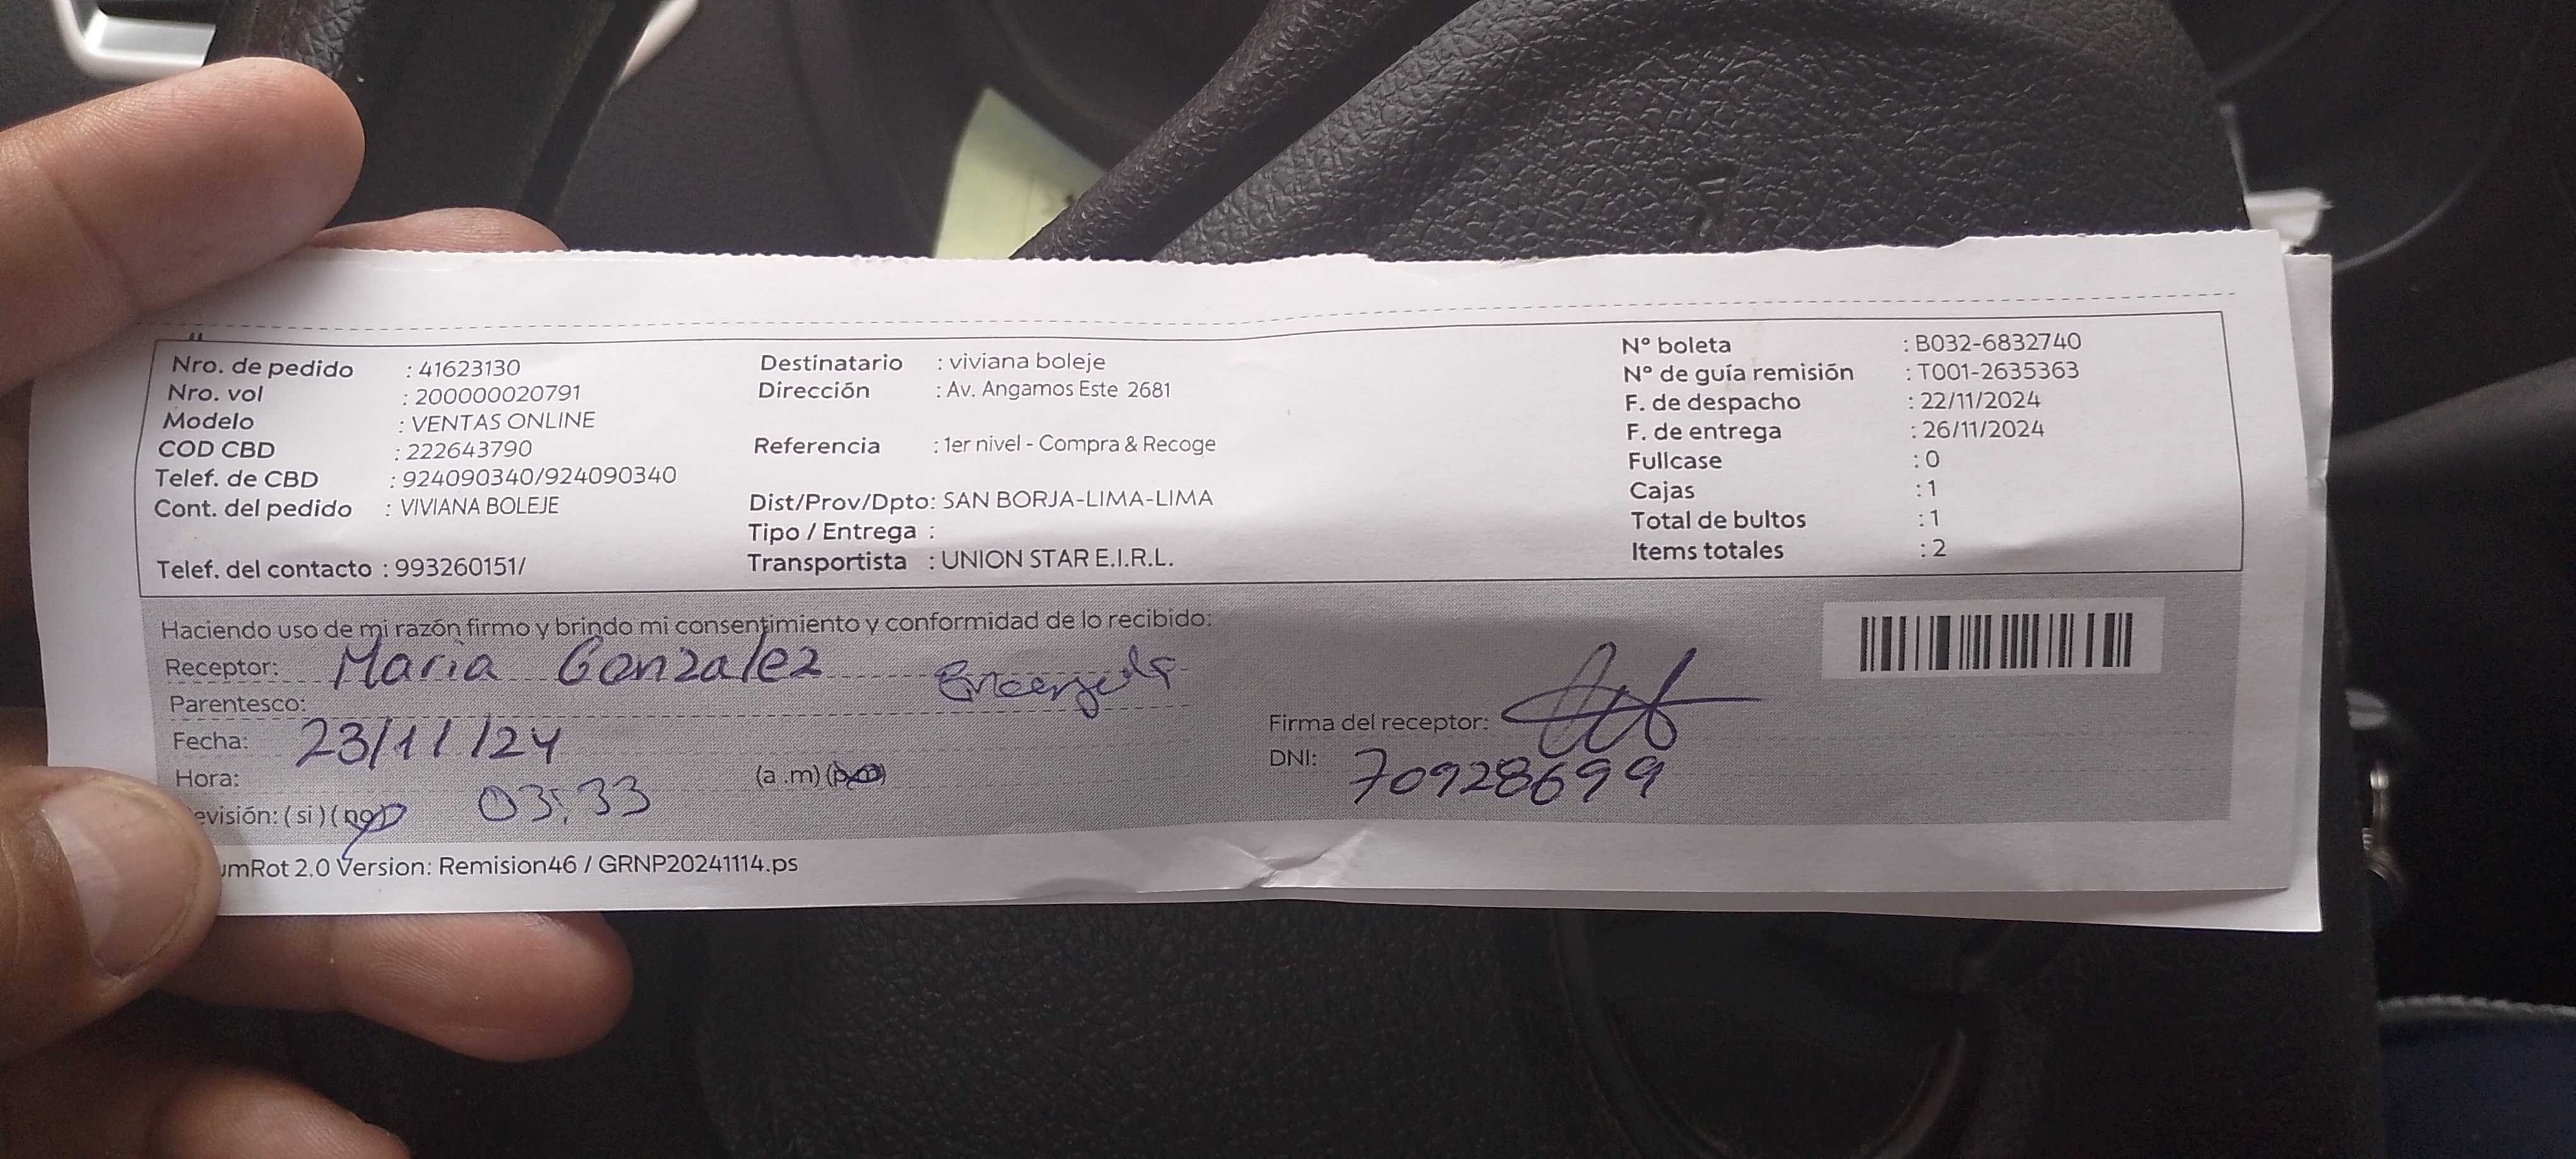 Nro. de pedido : 41623130
Nro. vol : 200000020791
Modelo : VENTAS ONLINE
COD CBD : 222643790
Telef. de CBD : 924090340/924090340
Cont. del pedido : VIVIANA BOLEJE
Telef. del contacto : 993260151/
Destinatario : viviana boleje
Dirección : Av. Angamos Este 2681
Referencia : 1er nivel - Compra & Recoge
Dist/Prov/Dpto: SAN BORJA-LIMA-LIMA
Tipo / Entrega :
Transportista : UNION STAR E.I.R.L.
Nº boleta : B032-6832740
Nº de guía remisión : T001-2635363
F. de despacho : 22/11/2024
F. de entrega : 26/11/2024
Fullcase : 0
Cajas : 1
Total de bultos : 1
Items totales : 2
Haciendo uso de mi razón firmo y brindo mi consentimiento y conformidad de lo recibido:
Receptor: Maria Gonzalez Encargada
Parentesco:
Fecha: 23/11/24
Hora: 03:33 (a.m) (p.m)
evisión: (si) (no)
Firma del receptor:
DNI: 70928699
umRot 2.0 Version: Remision46 / GRNP20241114.ps